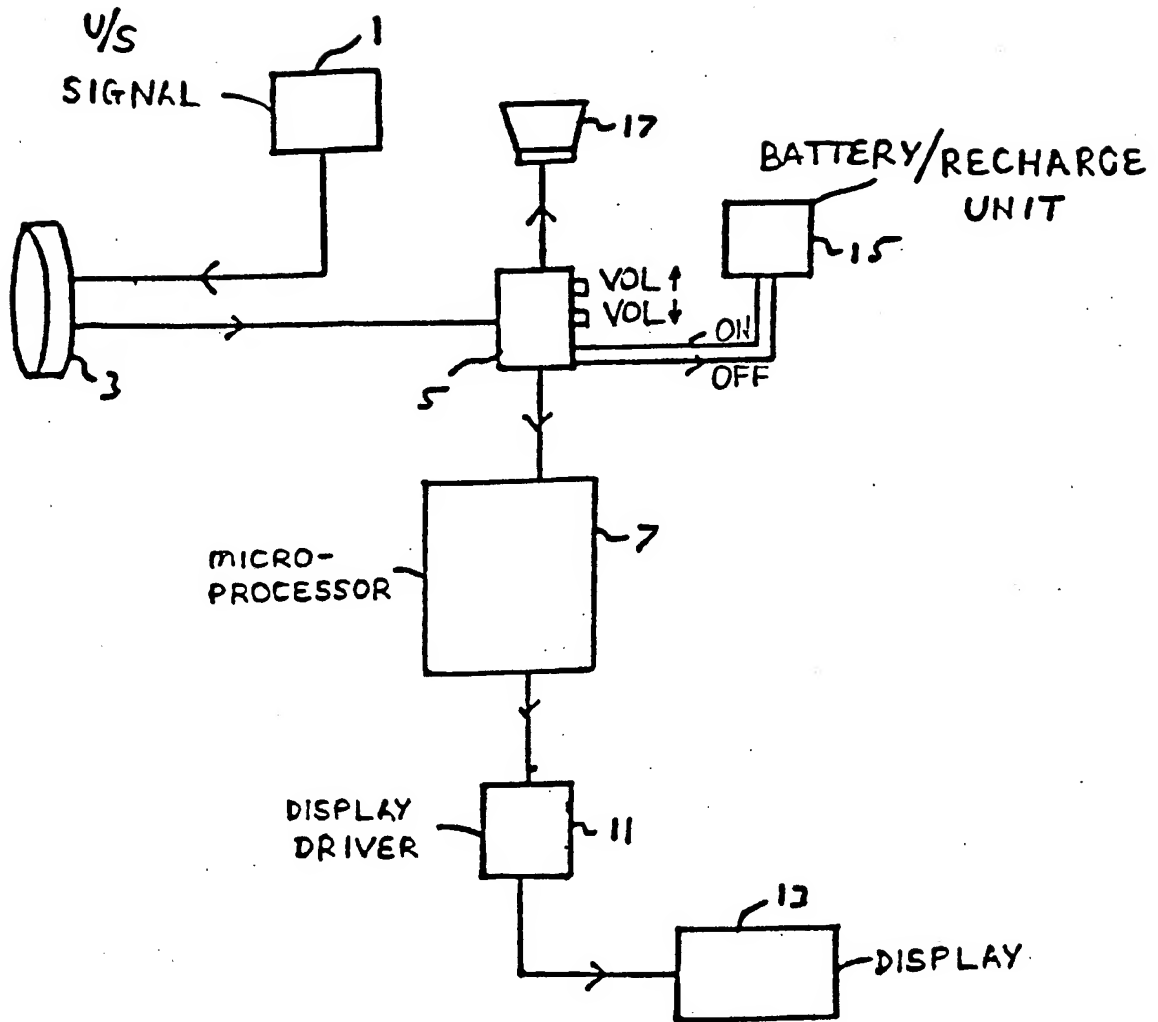 U/S
SIGNAL
1
17
BATTERY/RECHARGE
UNIT
15
VOL ↑
VOL ↓
ON
OFF
3
5
MICRO-
PROCESSOR
7
DISPLAY
DRIVER
11
13
DISPLAY